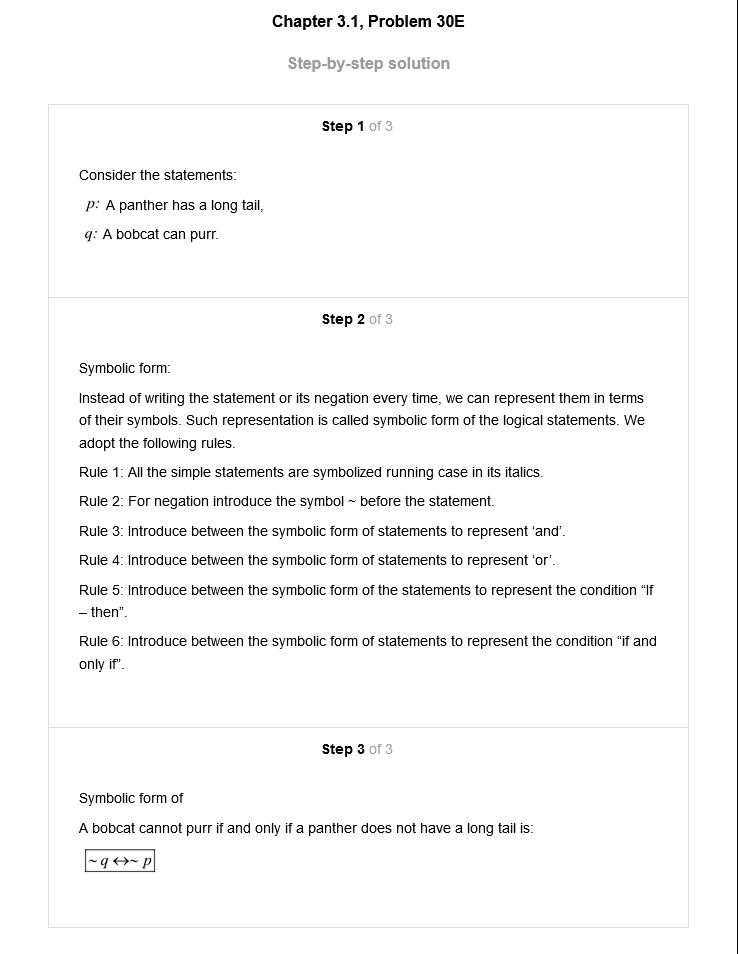 Chapter 3.1, Problem 30E
Step-by-step solution
Step 1 of 3
Consider the statements:
p: A panther has a long tail,
q: A bobcat can purr.
Step 2 of 3
Symbolic form:
Instead of writing the statement or its negation every time, we can represent them in terms
of their symbols. Such representation is called symbolic form of the logical statements. We
adopt the following rules.
Rule 1: All the simple statements are symbolized running case in its italics.
Rule 2: For negation introduce the symbol ~ before the statement.
Rule 3: Introduce between the symbolic form of statements to represent ‘and’.
Rule 4: Introduce between the symbolic form of statements to represent ‘or’.
Rule 5: Introduce between the symbolic form of the statements to represent the condition “If
– then”.
Rule 6: Introduce between the symbolic form of statements to represent the condition “if and
only if”.
Step 3 of 3
Symbolic form of
A bobcat cannot purr if and only if a panther does not have a long tail is:
~ q ↔~ p